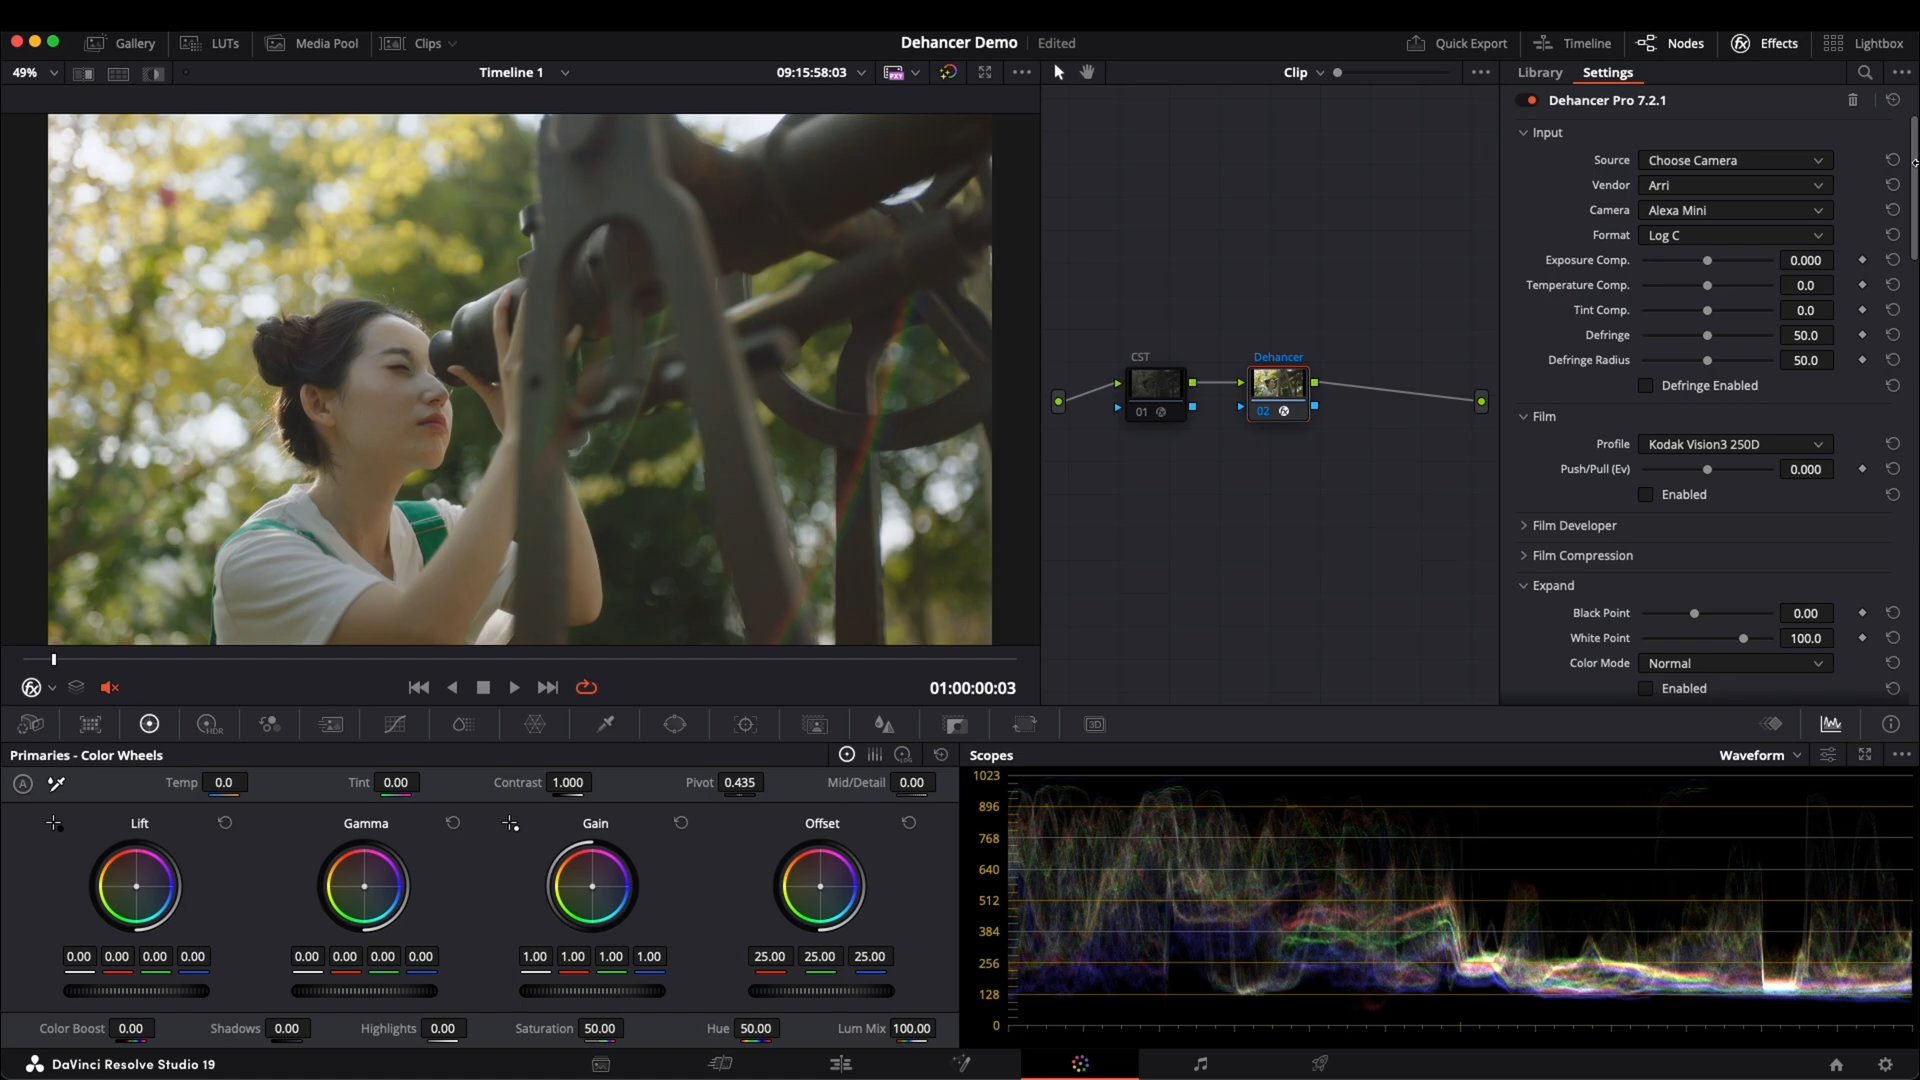 Gallery LUTs Media Pool Clips Dehancer Demo Edited Quick Export Timeline Nodes Effects Lightbox
49% Timeline 1 09:15:58:03 PXY Clip Library Settings
Dehancer Pro 7.2.1
Input
Source Choose Camera
Vendor Arri
Camera Alexa Mini
Format Log C
Exposure Comp. 0.000
Temperature Comp. 0.0
Tint Comp. 0.0
Defringe 50.0
Defringe Radius 50.0
Defringe Enabled
CST Dehancer
01 02
Film
Profile Kodak Vision3 250D
Push/Pull (Ev) 0.000
Enabled
Film Developer
Film Compression
Expand
Black Point 0.00
White Point 100.0
Color Mode Normal
Enabled
01:00:00:03
HDR 3D
Primaries - Color Wheels LOG Scopes Waveform
A Temp 0.0 Tint 0.00 Contrast 1.000 Pivot 0.435 Mid/Detail 0.00
Lift Gamma Gain Offset
0.00 0.00 0.00 0.00 0.00 0.00 0.00 0.00 1.00 1.00 1.00 1.00 25.00 25.00 25.00
Color Boost 0.00 Shadows 0.00 Highlights 0.00 Saturation 50.00 Hue 50.00 Lum Mix 100.00
1023
896
768
640
512
384
256
128
0
DaVinci Resolve Studio 19